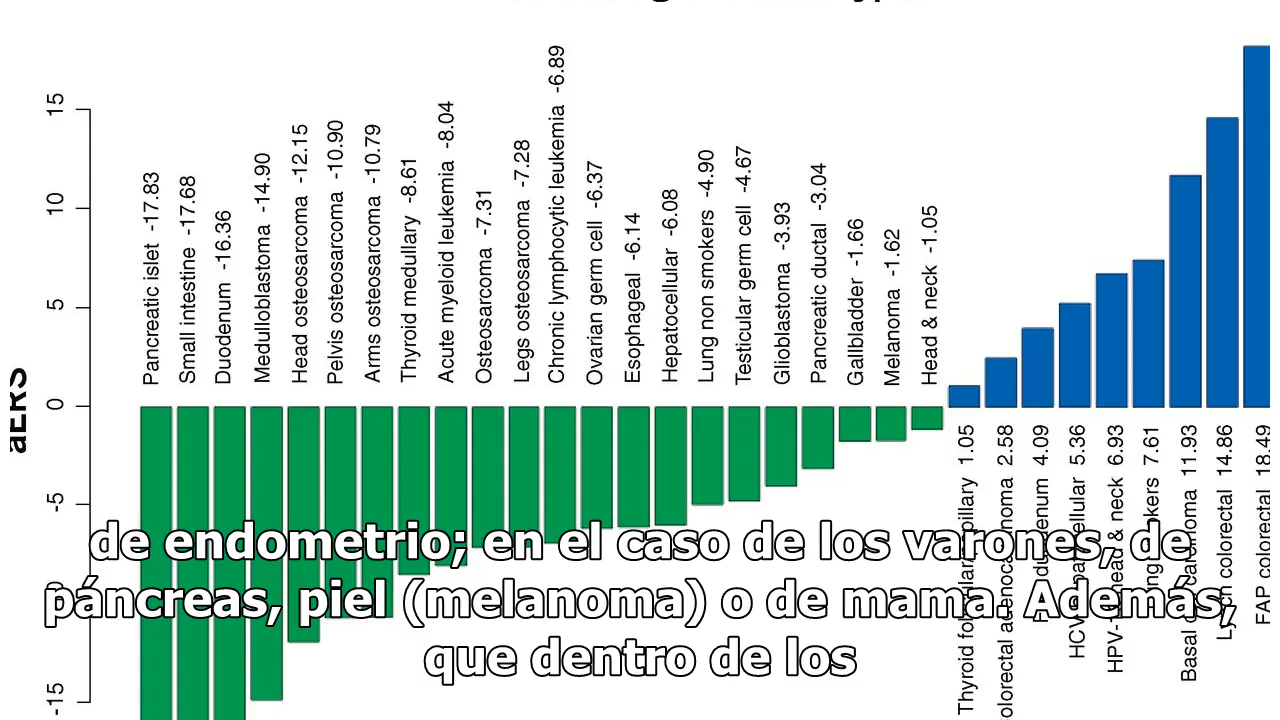 15
10
5
0
-5
-15
aERS
Pancreatic islet -17.83
Small intestine -17.68
Duodenum -16.36
Medulloblastoma -14.90
Head osteosarcoma -12.15
Pelvis osteosarcoma -10.90
Arms osteosarcoma -10.79
Thyroid medullary -8.61
Acute myeloid leukemia -8.04
Osteosarcoma -7.31
Legs osteosarcoma -7.28
Chronic lymphocytic leukemia -6.89
Ovarian germ cell -6.37
Esophageal -6.14
Hepatocellular -6.08
Lung non smokers -4.90
Testicular germ cell -4.67
Glioblastoma -3.93
Pancreatic ductal -3.04
Gallbladder -1.66
Melanoma -1.62
Head & neck -1.05
Thyroid 1.05
2.58
4.09
5.36
& neck 6.93
7.61
Basal 11.93
colorectal 14.86
FAP colorectal 18.49
de endometrio; en el caso de los varones, de
páncreas, piel (melanoma) o de mama. Además,
que dentro de los